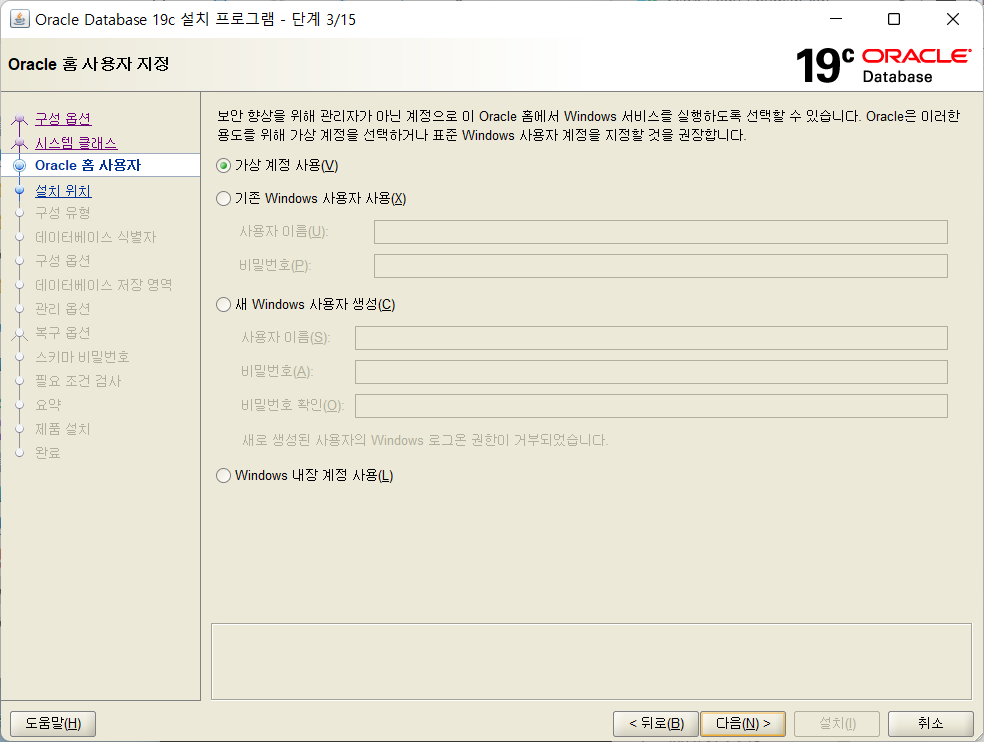 Oracle Database 19c 설치 프로그램 - 단계 3/15
Oracle 홈 사용자 지정
19c ORACLE
Database
구성 옵션
시스템 클래스
Oracle 홈 사용자
설치 위치
구성 유형
데이터베이스 식별자
구성 옵션
데이터베이스 저장 영역
관리 옵션
복구 옵션
스키마 비밀번호
필요 조건 검사
요약
제품 설치
완료
보안 향상을 위해 관리자가 아닌 계정으로 이 Oracle 홈에서 Windows 서비스를 실행하도록 선택할 수 있습니다. Oracle은 이러한
용도를 위해 가상 계정을 선택하거나 표준 Windows 사용자 계정을 지정할 것을 권장합니다.
가상 계정 사용(V)
기존 Windows 사용자 사용(X)
사용자 이름(U):
비밀번호(P):
새 Windows 사용자 생성(C)
사용자 이름(S):
비밀번호(A):
비밀번호 확인(O):
새로 생성된 사용자의 Windows 로그온 권한이 거부되었습니다.
Windows 내장 계정 사용(L)
도움말(H)
< 뒤로(B) 다음(N) > 설치(I) 취소